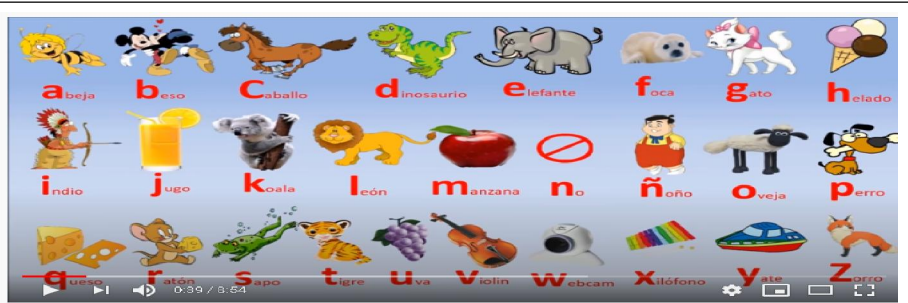 abeja beso Caballo dinosaurio elefante foca gato helado
indio jugo koala león manzana no ñoño oveja perro
queso ratón sapo tigre uva Violin webcam xilófono yate Zorro
0:39 / 3:54